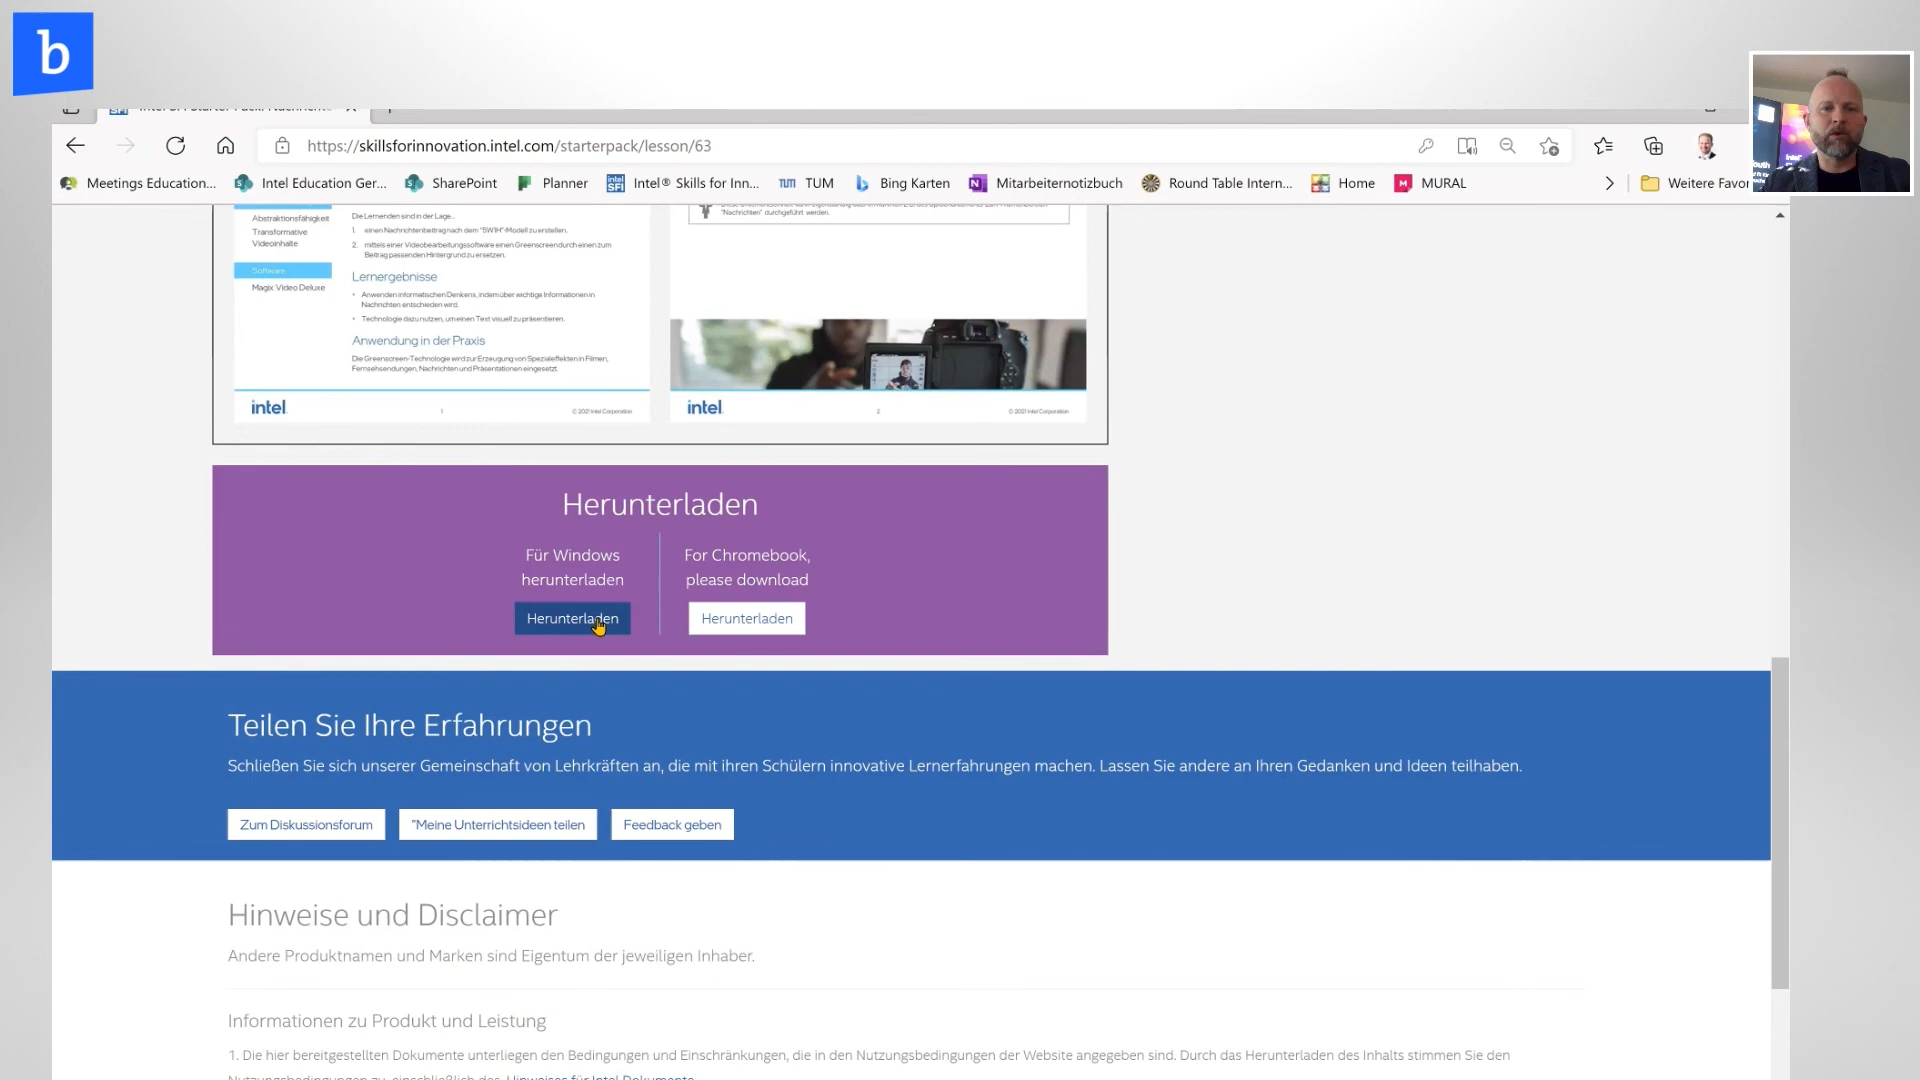 b
https://skillsforinnovation.intel.com/starterpack/lesson/63
Meetings Education... Intel Education Ger... SharePoint Planner Intel® Skills for Inn... TUM Bing Karten Mitarbeiternotizbuch Round Table Intern... Home MURAL Weitere Favor
Abstraktionsfähigkeit
Transformative
Videoinhalte
Software
Magix Video Deluxe
Die Lernenden sind in der Lage...
1. einen Nachrichtenbeitrag nach dem "5W1H"-Modell zu erstellen.
2. mittels einer Videobearbeitungssoftware einen Greenscreen durch einen zum
Beitrag passenden Hintergrund zu ersetzen.
Lernergebnisse
• Anwenden informatischen Denkens, indem über wichtige Informationen in
Nachrichten entschieden wird.
• Technologie dazu nutzen, um einen Text visuell zu präsentieren.
Anwendung in der Praxis
Die Greenscreen-Technologie wird zur Erzeugung von Spezialeffekten in Filmen,
Fernsehsendungen, Nachrichten und Präsentationen eingesetzt.
intel. 1 © 2021 Intel Corporation
"Nachrichten" durchgeführt werden.
intel. 2 © 2021 Intel Corporation
Herunterladen
Für Windows
herunterladen
Herunterladen
For Chromebook,
please download
Herunterladen
Teilen Sie Ihre Erfahrungen
Schließen Sie sich unserer Gemeinschaft von Lehrkräften an, die mit ihren Schülern innovative Lernerfahrungen machen. Lassen Sie andere an Ihren Gedanken und Ideen teilhaben.
Zum Diskussionsforum "Meine Unterrichtsideen teilen Feedback geben
Hinweise und Disclaimer
Andere Produktnamen und Marken sind Eigentum der jeweiligen Inhaber.
Informationen zu Produkt und Leistung
1. Die hier bereitgestellten Dokumente unterliegen den Bedingungen und Einschränkungen, die in den Nutzungsbedingungen der Website angegeben sind. Durch das Herunterladen des Inhalts stimmen Sie den
Nutzungsbedingungen zu, einschließlich des Hinweises für Intel Dokumente.